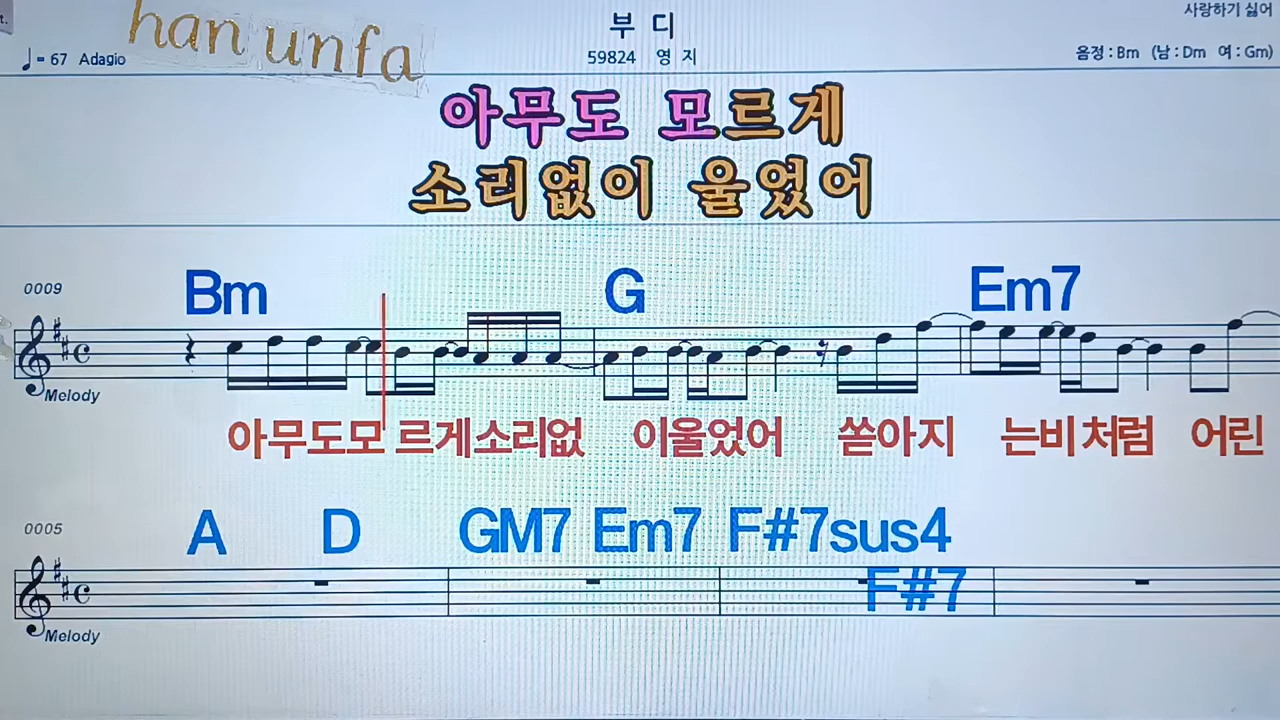 t.
han unfa
부 디
사랑하기 싫어
♩= 67 Adagio
59824 영 지
음정 : Bm (남 : Dm 여 : Gm)
아무도 모르게
소리없이 울었어
0009
Bm G Em7
Melody
아무도모 르게소리없 이울었어 쏟아지 는비처럼 어린
0005
A D GM7 Em7 F#7sus4
F#7
Melody